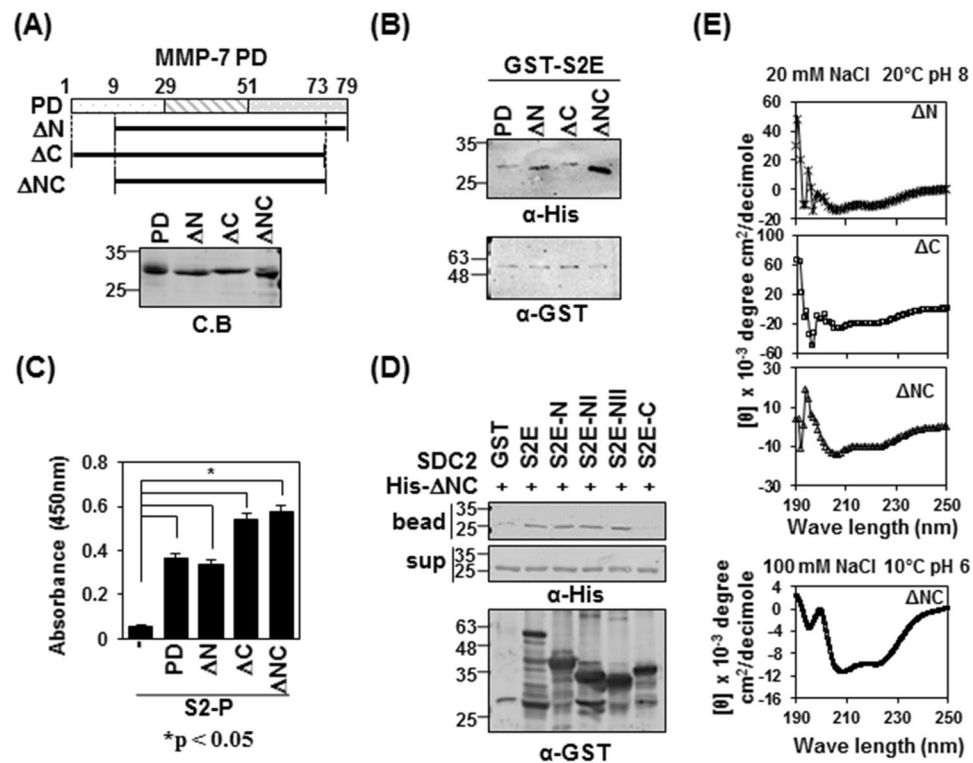 (A)
MMP-7 PD
1 9 29 51 73 79
PD
ΔN
ΔC
ΔNC
PD ΔN ΔC ΔNC
35
25
C.B
(B)
GST-S2E
PD ΔN ΔC ΔNC
35
25
α-His
63
48
α-GST
(C)
Absorbance (450nm)
0.8
0.6
0.4
0.2
0
*
- PD ΔN ΔC ΔNC
S2-P
*p < 0.05
(D)
SDC2 GST S2E S2E-N S2E-NI S2E-NII S2E-C
His-ΔNC + + + + + +
bead 35
25
sup 35
25
α-His
63
48
35
25
α-GST
(E)
20 mM NaCl 20°C pH 8
[θ] x 10-3 degree cm2/decimole
ΔN
60
40
20
0
-20
ΔC
100
60
20
-20
-60
ΔNC
30
10
-10
-30
190 210 230 250
Wave length (nm)
100 mM NaCl 10°C pH 6
[θ] x 10-3 degree
cm2/decimole
ΔNC
4
0
-4
-8
-12
-16
190 210 230 250
Wave length (nm)